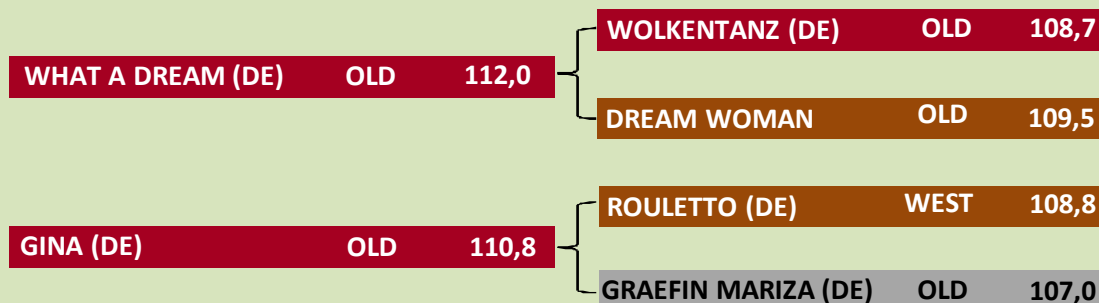 WOLKENTANZ (DE) OLD 108,7
WHAT A DREAM (DE) OLD 112,0
DREAM WOMAN OLD 109,5
ROULETTO (DE) WEST 108,8
GINA (DE) OLD 110,8
GRAEFIN MARIZA (DE) OLD 107,0